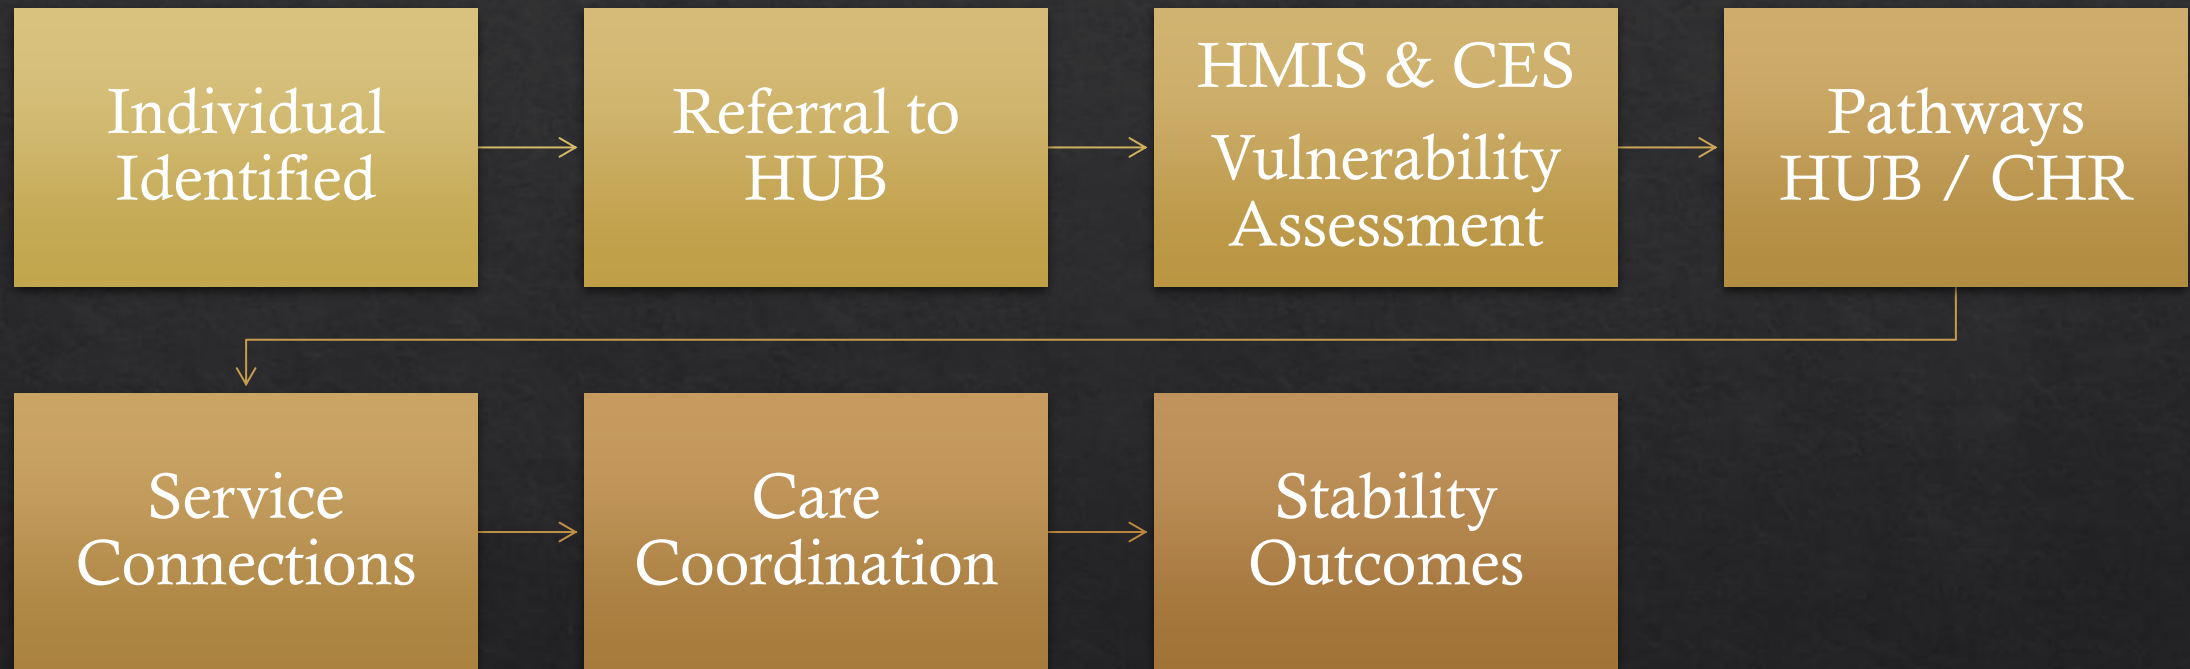 Individual
Identified
Referral to
HUB
HMIS & CES
Vulnerability
Assessment
Pathways
HUB / CHR
Service
Connections
Care
Coordination
Stability
Outcomes